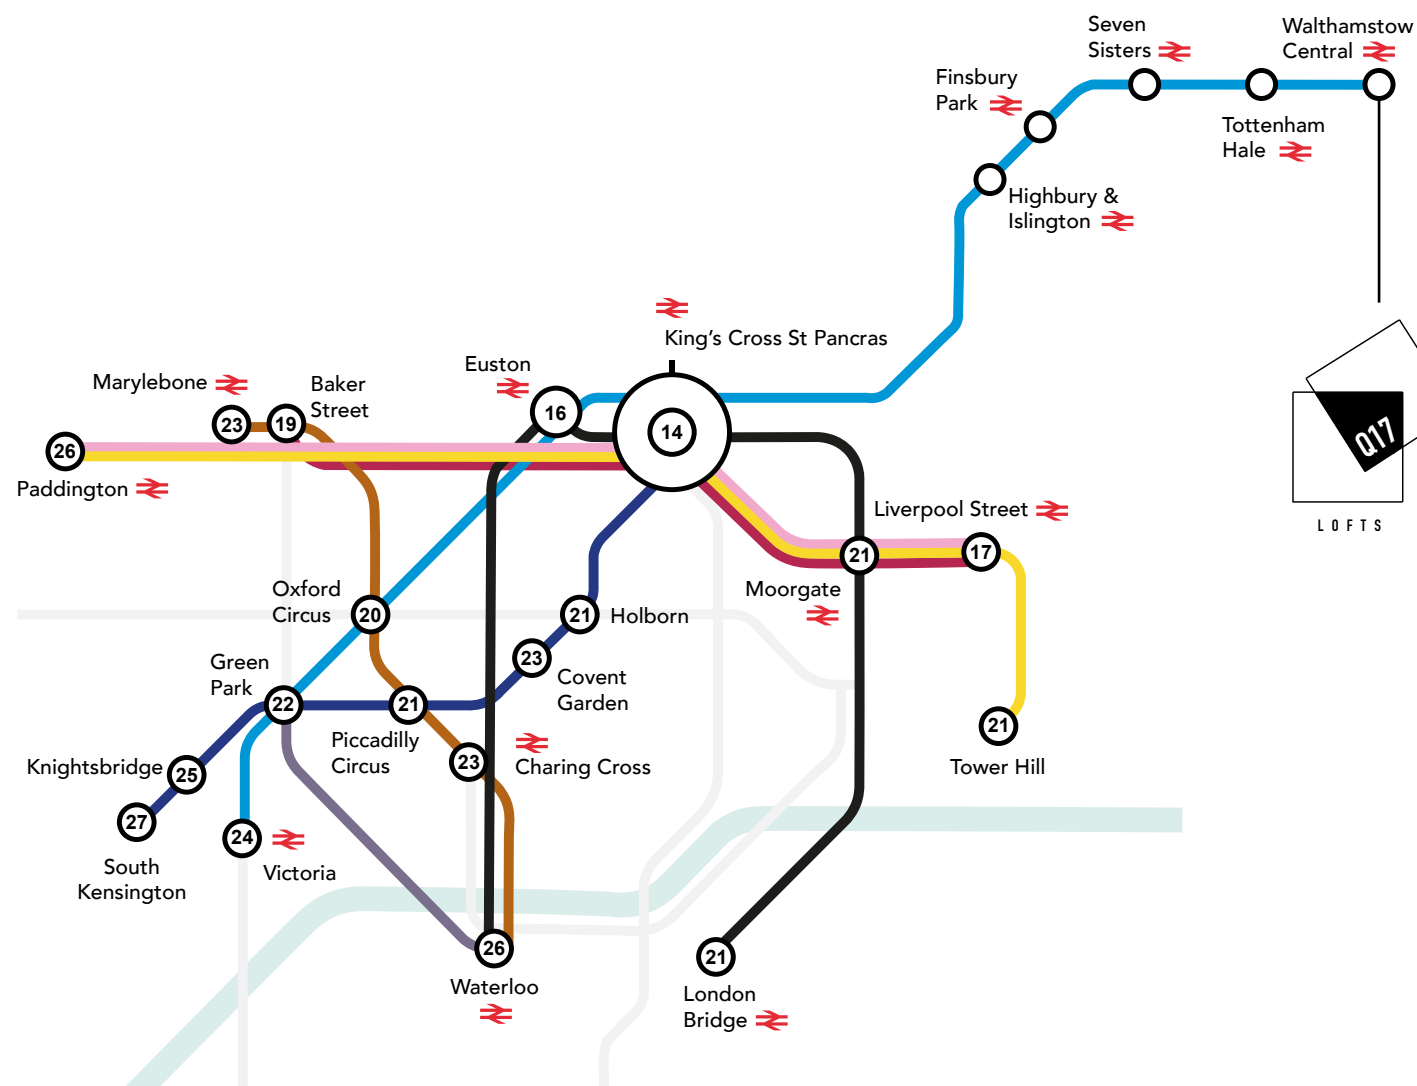 Seven
Sisters
Walthamstow
Central
Finsbury
Park
Tottenham
Hale
Highbury &
Islington
King's Cross St Pancras
Euston
Marylebone
Baker
Street
23
19
16
14
26
Paddington
Q17
LOFTS
Liverpool Street
21
17
Moorgate
Oxford
Circus
20
21
Holborn
23
Covent
Garden
Green
Park
22
21
Piccadilly
Circus
21
Tower Hill
Knightsbridge
25
23
Charing Cross
27
South
Kensington
24
Victoria
26
Waterloo
21
London
Bridge